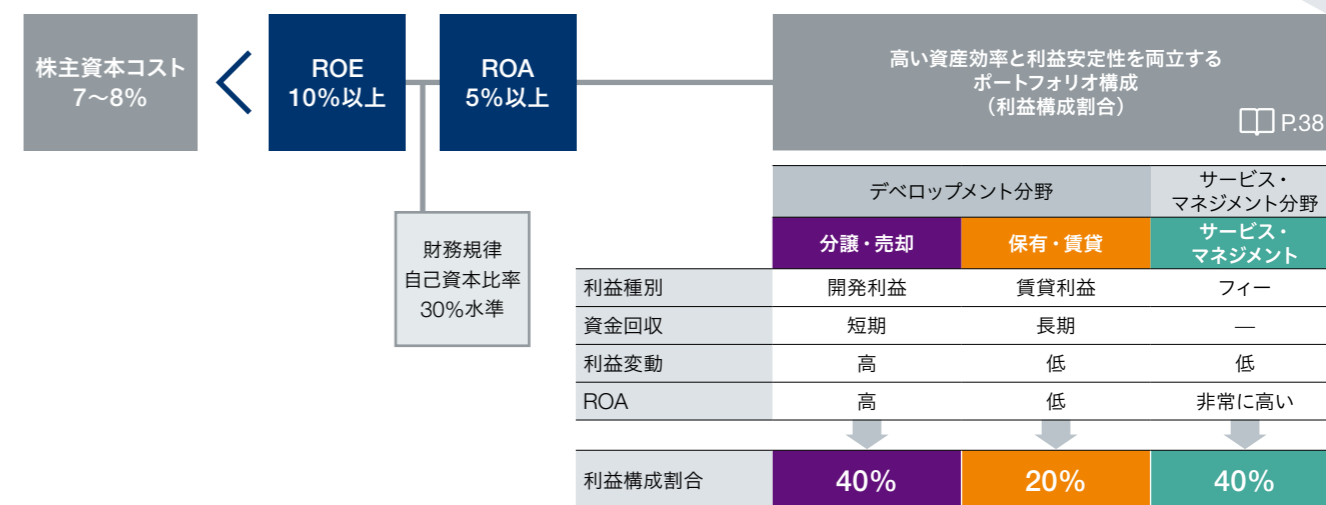 株主資本コスト
7〜8%
ROE
10%以上
ROA
5%以上
高い資産効率と利益安定性を両立する
ポートフォリオ構成
（利益構成割合）
P.38
財務規律
自己資本比率
30%水準
デベロップメント分野
サービス・
マネジメント分野
分譲・売却
保有・賃貸
サービス・
マネジメント
利益種別 開発利益 賃貸利益 フィー
資金回収 短期 長期 —
利益変動 高 低 低
ROA 高 低 非常に高い
利益構成割合 40% 20% 40%